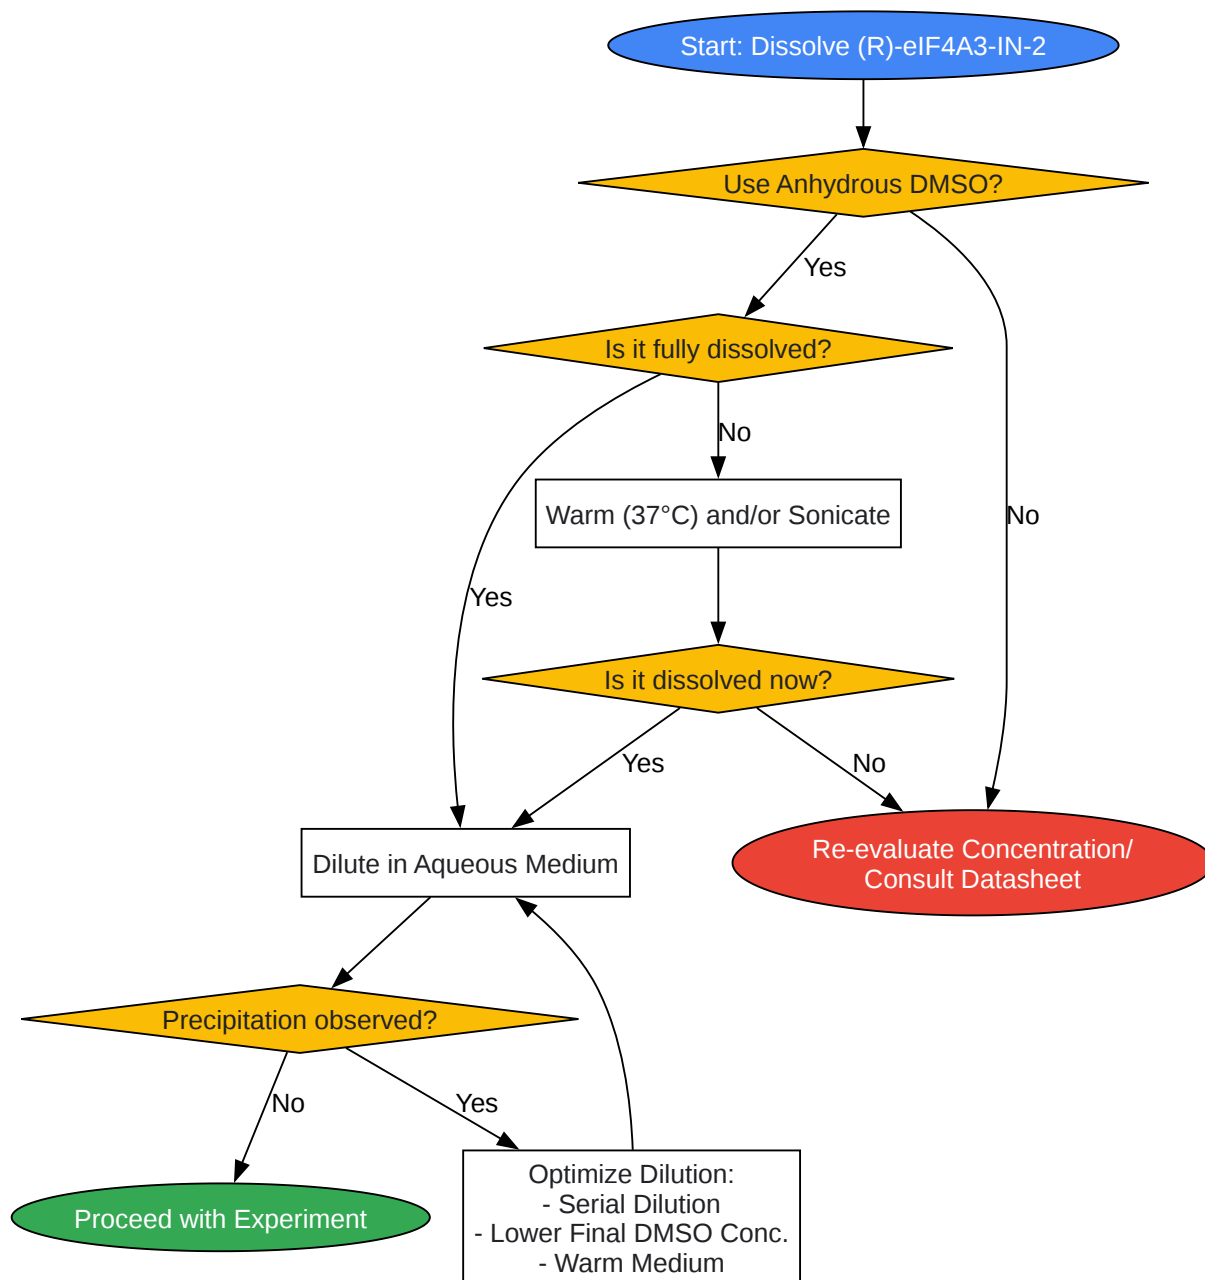 Start: Dissolve (R)-eIF4A3-IN-2
Use Anhydrous DMSO?
Yes
Is it fully dissolved?
No
Warm (37°C) and/or Sonicate
No
Yes
Is it dissolved now?
Yes
No
Re-evaluate Concentration/
Consult Datasheet
Dilute in Aqueous Medium
Precipitation observed?
No
Yes
Optimize Dilution:
- Serial Dilution
- Lower Final DMSO Conc.
- Warm Medium
Proceed with Experiment